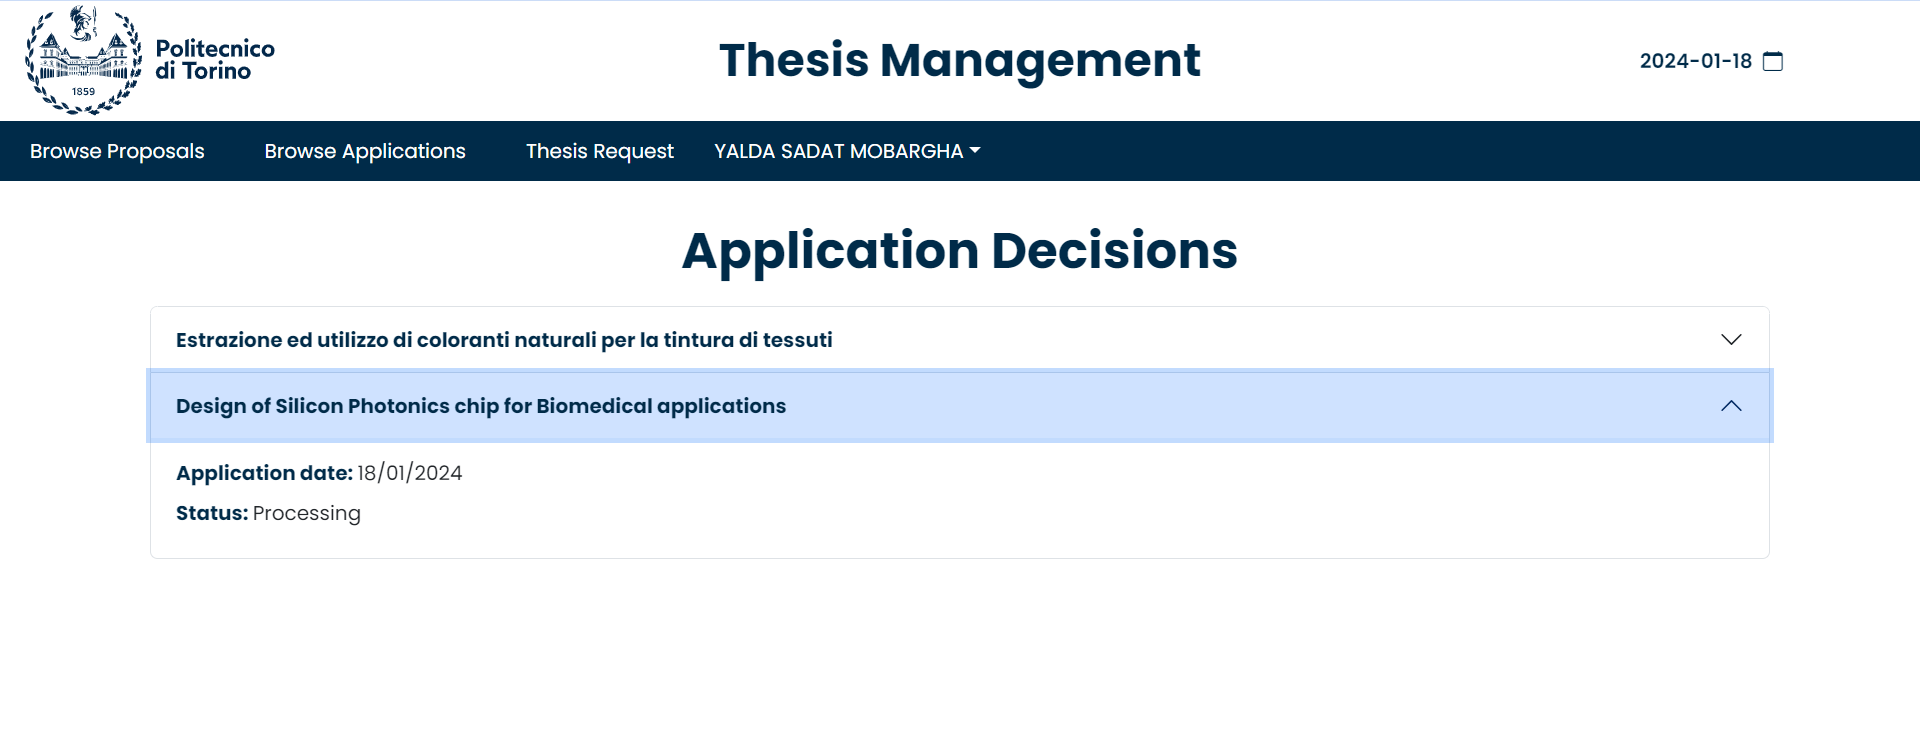 1859
Politecnico
di Torino
Thesis Management
2024-01-18
Browse Proposals
Browse Applications
Thesis Request
YALDA SADAT MOBARGHA
Application Decisions
Estrazione ed utilizzo di coloranti naturali per la tintura di tessuti
Design of Silicon Photonics chip for Biomedical applications
Application date: 18/01/2024
Status: Processing